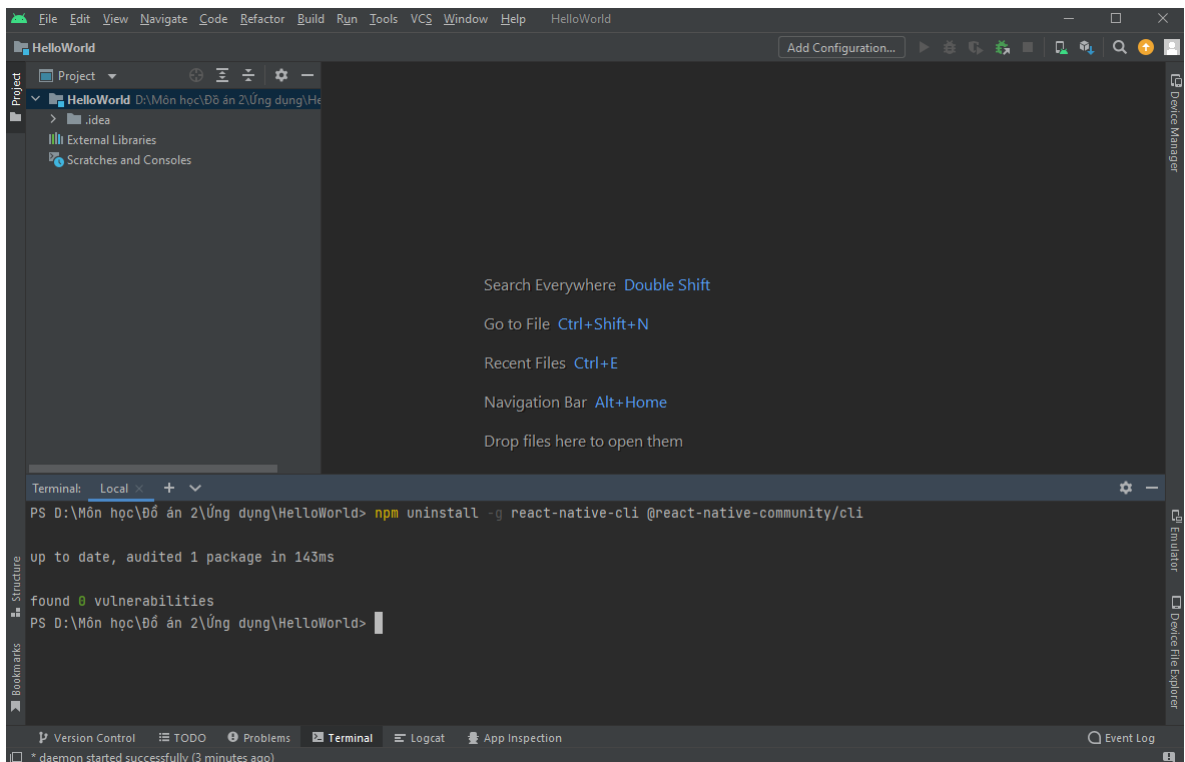 File Edit View Navigate Code Refactor Build Run Tools VCS Window Help HelloWorld
HelloWorld
Add Configuration...
Project
Project
HelloWorld D:\Môn học\Đồ án 2\Ứng dụng\He
.idea
External Libraries
Scratches and Consoles
Device Manager
Search Everywhere Double Shift
Go to File Ctrl+Shift+N
Recent Files Ctrl+E
Navigation Bar Alt+Home
Drop files here to open them
Terminal: Local
PS D:\Môn học\Đồ án 2\Ứng dụng\HelloWorld> npm uninstall -g react-native-cli @react-native-community/cli
up to date, audited 1 package in 143ms
found 0 vulnerabilities
PS D:\Môn học\Đồ án 2\Ứng dụng\HelloWorld>
Structure
Bookmarks
Emulator
Device File Explorer
Version Control TODO Problems Terminal Logcat App Inspection Event Log
* daemon started successfully (3 minutes ago)